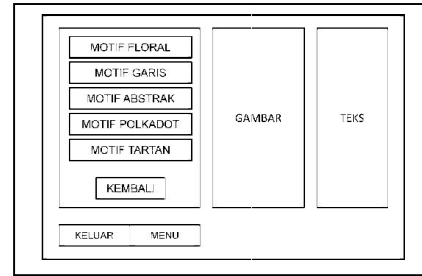 MOTIF FLORAL
MOTIF GARIS
MOTIF ABSTRAK
MOTIF POLKADOT
MOTIF TARTAN
KEMBALI
GAMBAR
TEKS
KELUAR MENU